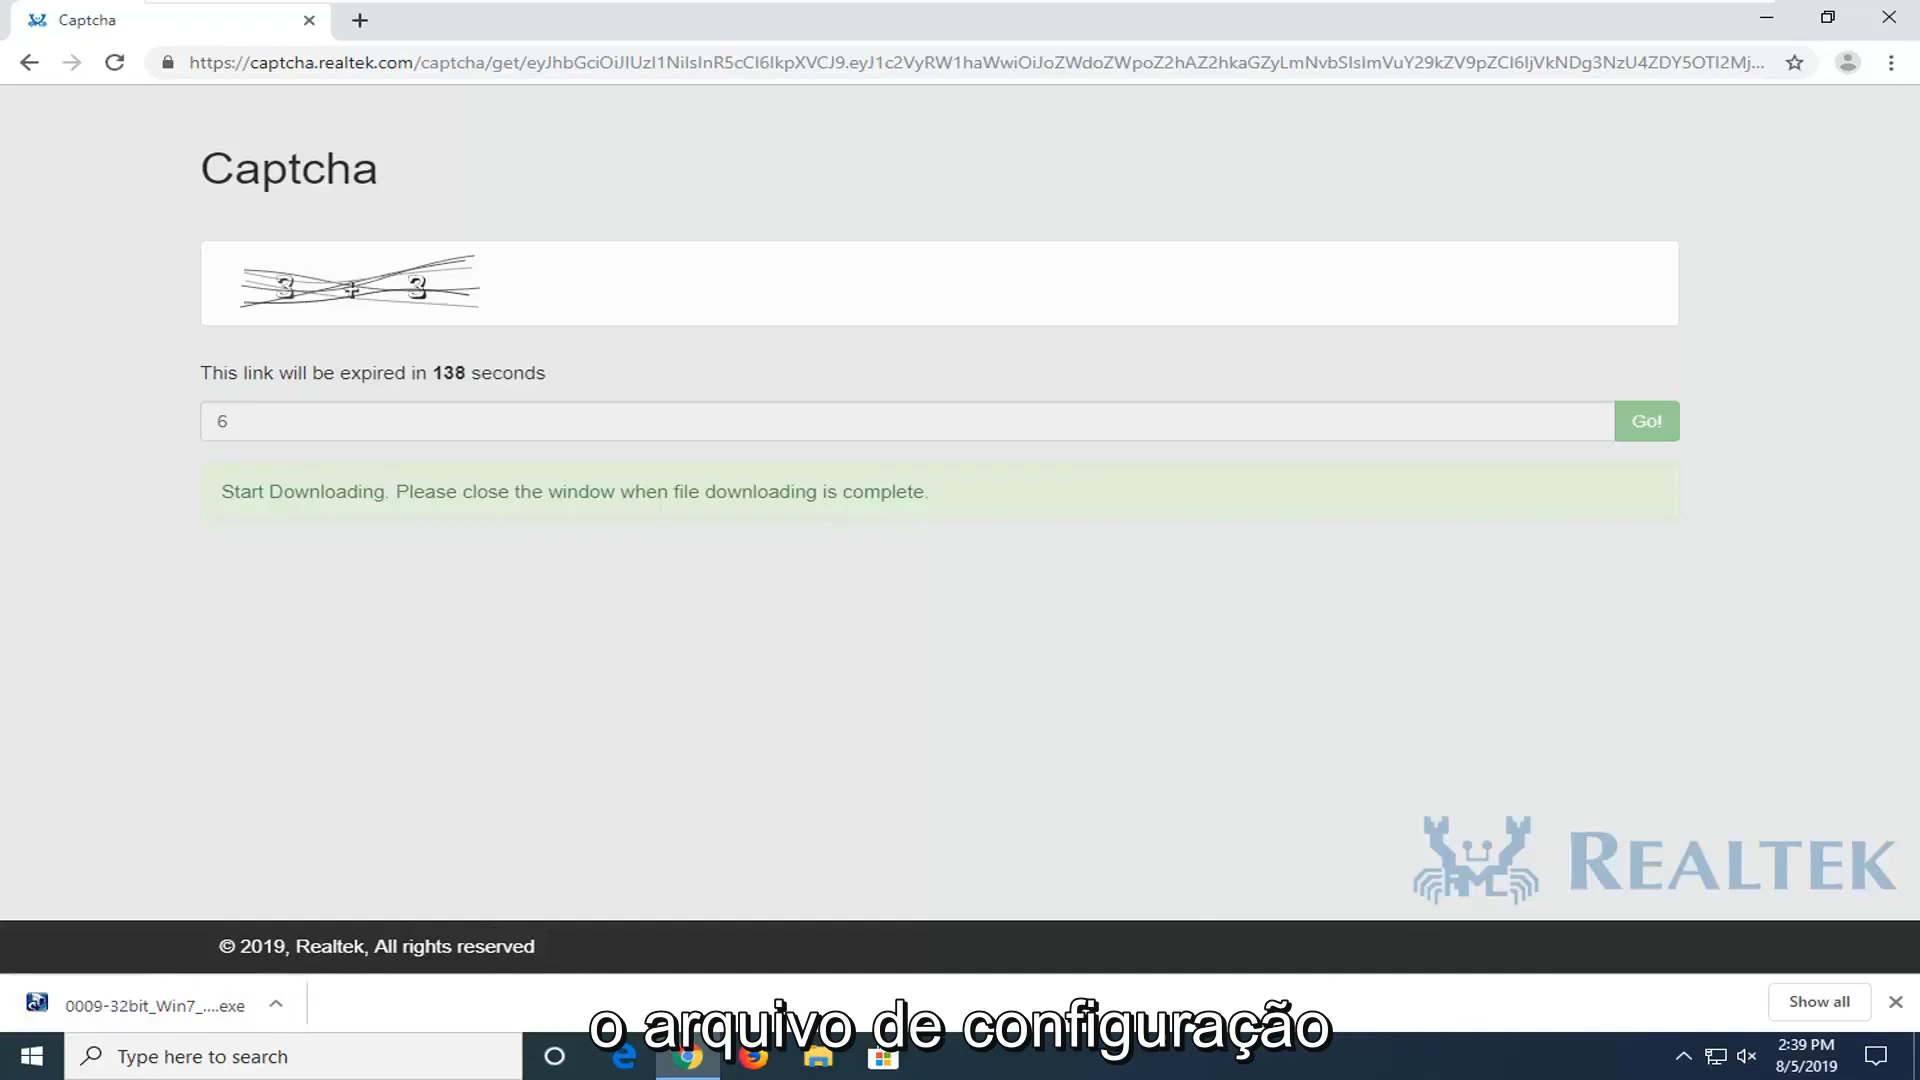 Captcha
https://captcha.realtek.com/captcha/get/eyJhbGciOiJIUzI1NiIsInR5cCI6IkpXVCJ9.eyJ1c2VyRW1haWwiOiJoZWdoZWpoZ2hAZ2hkaGZyLmNvbSIsImVuY29kZV9pZCI6IjVkNDg3NzU4ZDY5OTI2Mj...
Captcha
3 + 3
This link will be expired in 138 seconds
6
Go!
Start Downloading. Please close the window when file downloading is complete.
REALTEK
© 2019, Realtek, All rights reserved
0009-32bit_Win7_....exe
Show all
o arquivo de configuração
Type here to search
2:39 PM
8/5/2019